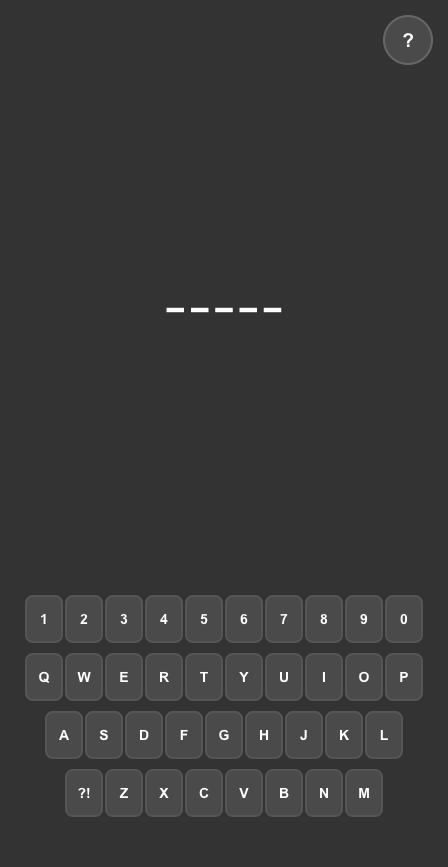 ?
_ _ _ _ _
1 2 3 4 5 6 7 8 9 0
Q W E R T Y U I O P
A S D F G H J K L
?! Z X C V B N M